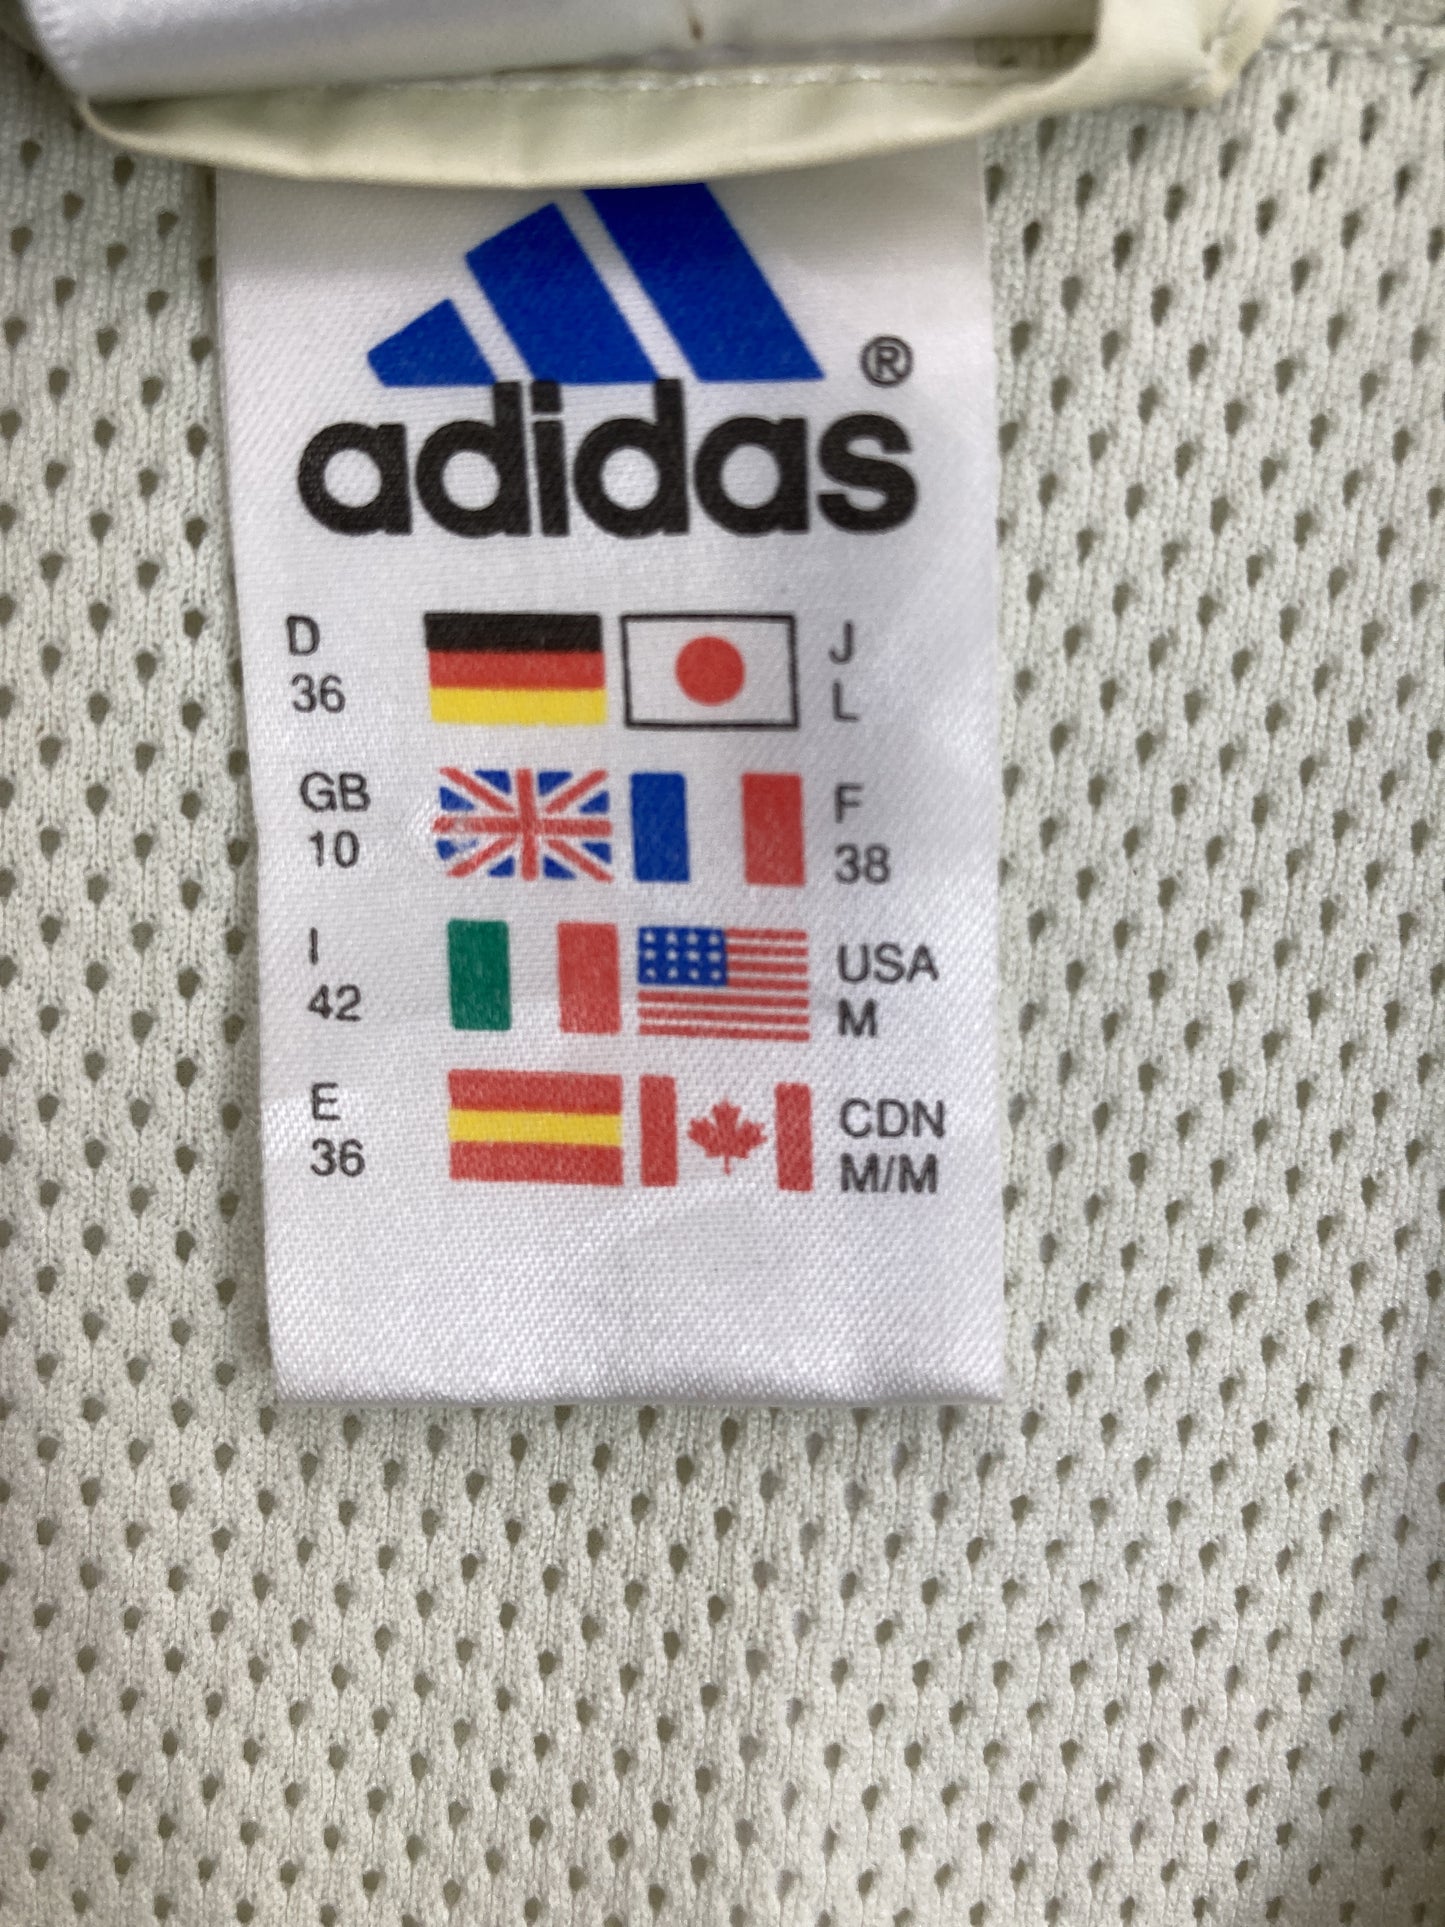 adidas ®
D J
36 L
GB F
10 38
I USA
42 M
E CDN
36 M/M